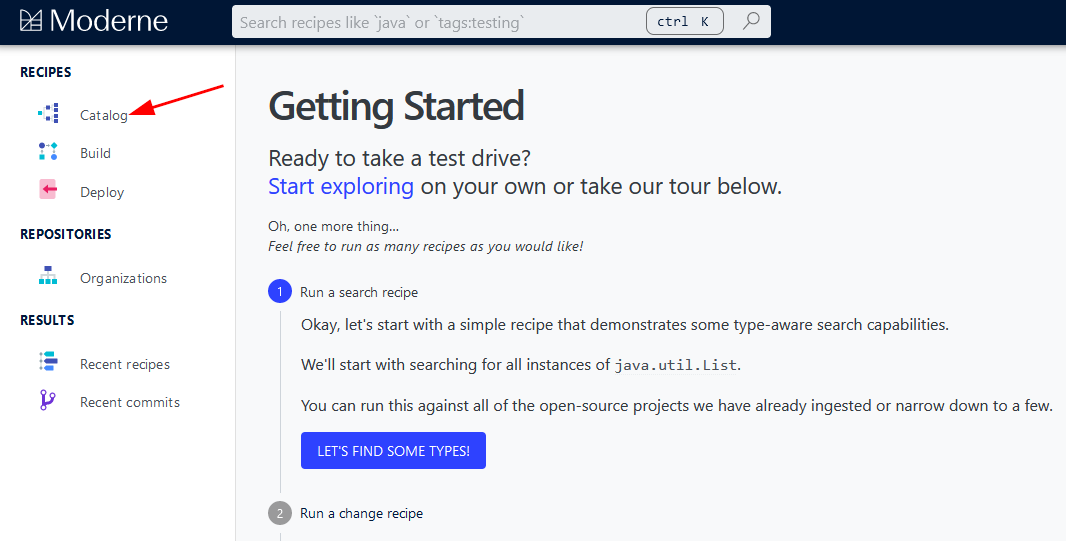 Moderne
Search recipes like `java` or `tags:testing`
ctrl K
RECIPES
Catalog
Build
Deploy
REPOSITORIES
Organizations
RESULTS
Recent recipes
Recent commits
Getting Started
Ready to take a test drive?
Start exploring on your own or take our tour below.
Oh, one more thing...
Feel free to run as many recipes as you would like!
1 Run a search recipe
Okay, let's start with a simple recipe that demonstrates some type-aware search capabilities.
We'll start with searching for all instances of java.util.List.
You can run this against all of the open-source projects we have already ingested or narrow down to a few.
LET'S FIND SOME TYPES!
2 Run a change recipe